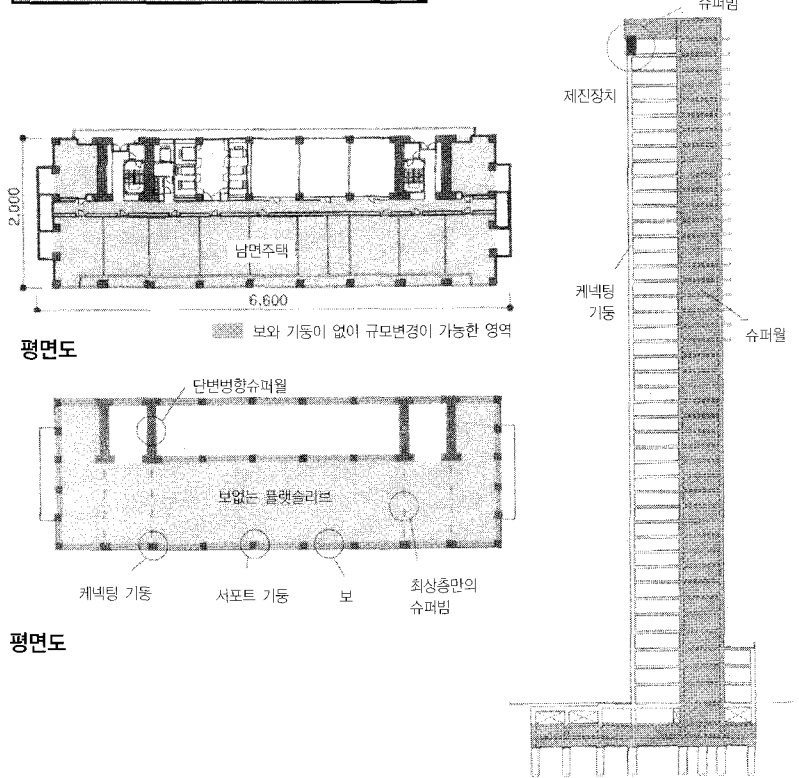 슈퍼빔
제진장치
2.000
남면주택
6.600
보와 기둥이 없어 규모변경이 가능한 영역
평면도
케넥팅
기둥
슈퍼월
단변방향슈퍼월
보없는 플랫슬라브
케넥팅 기둥
서포트 기둥
보
최상층만의
슈퍼빔
평면도